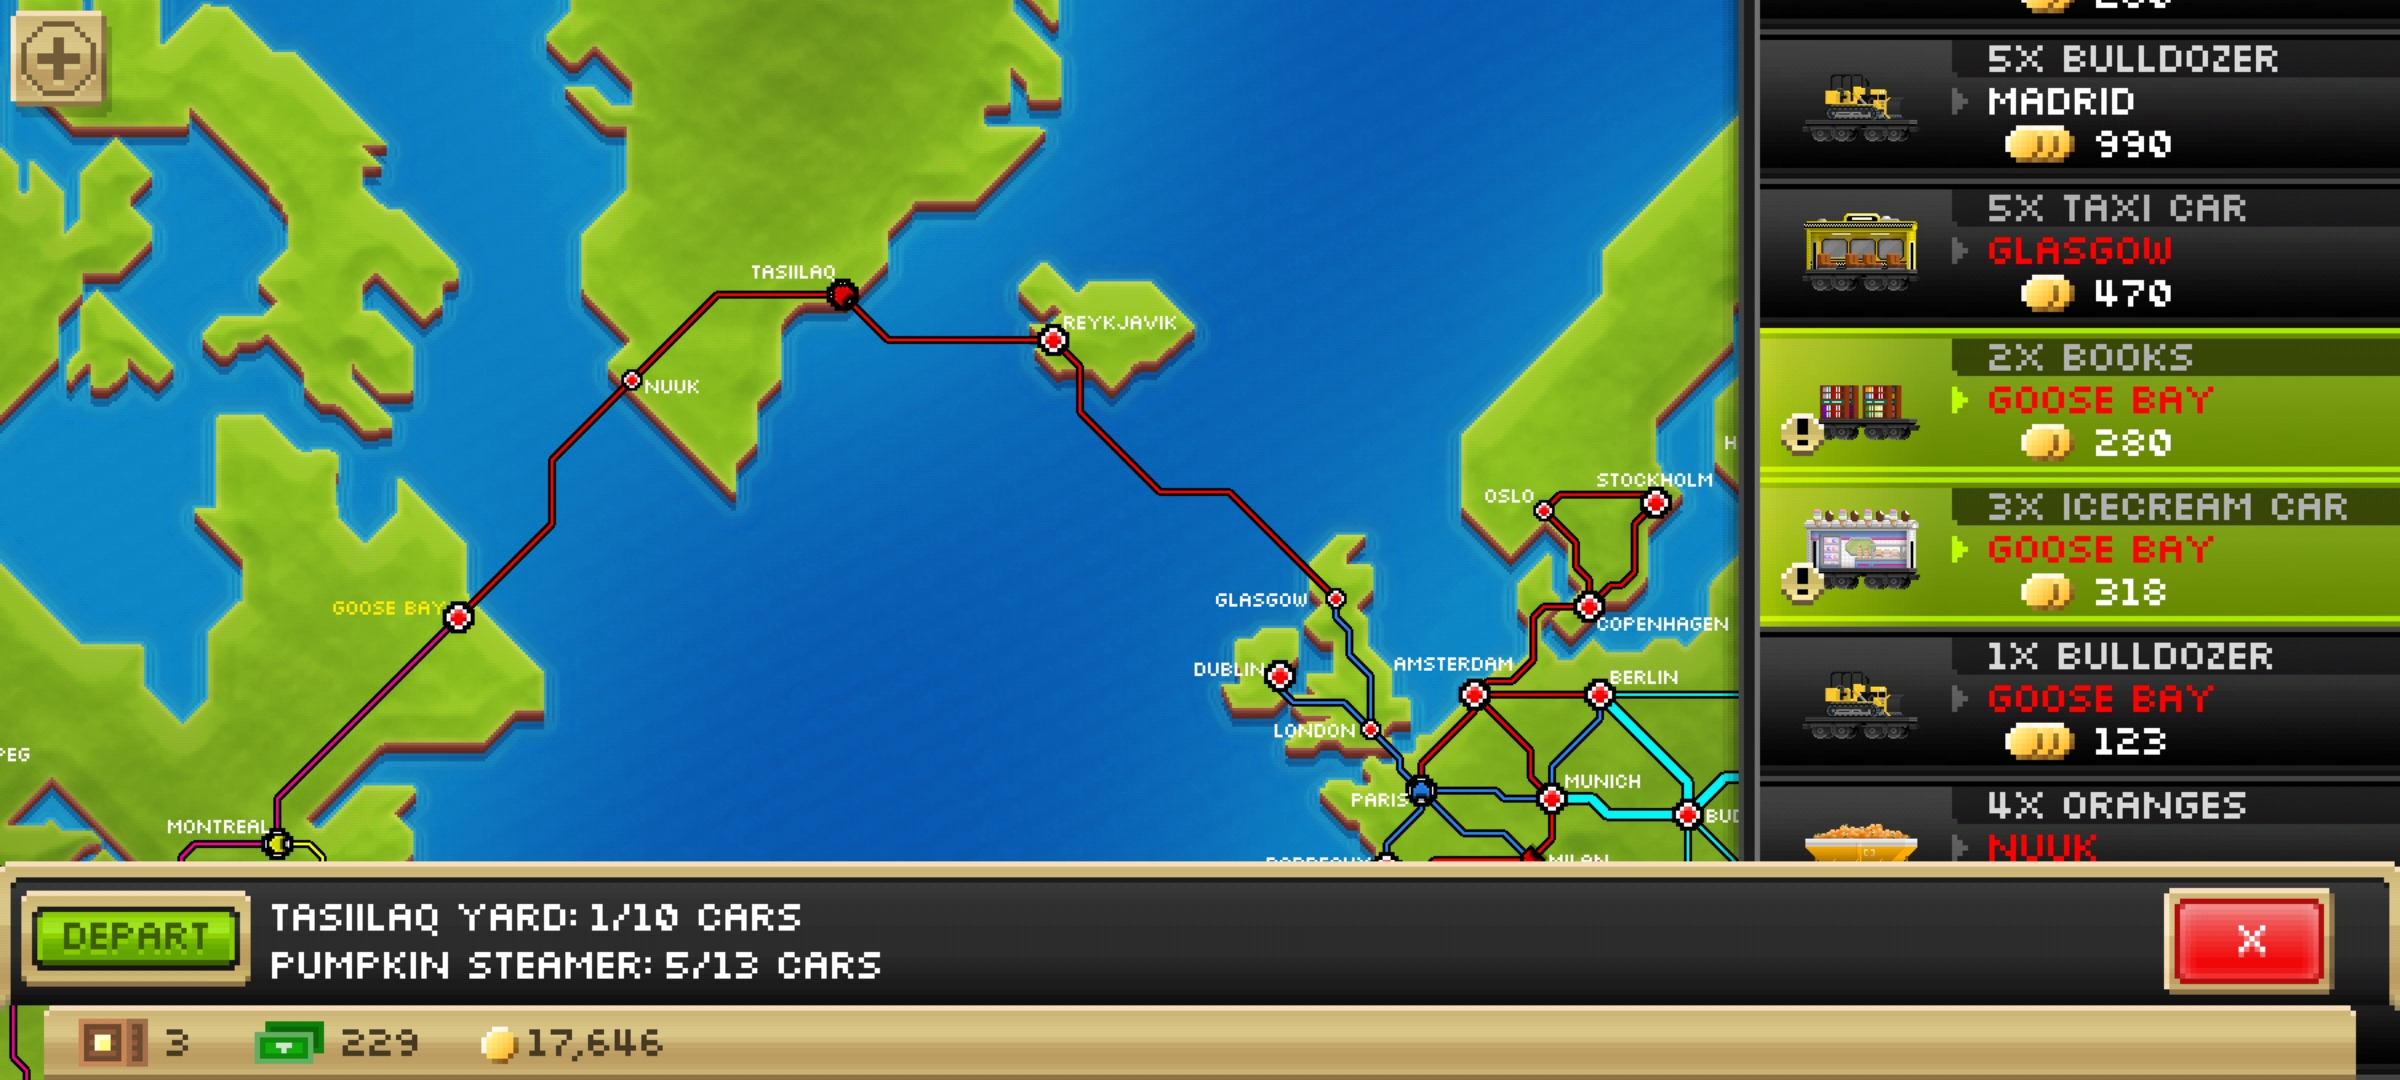 TASIILAQ
REYKJAVIK
NUUK
STOCKHOLM
OSLO
GOOSE BAY
GLASGOW
COPENHAGEN
DUBLIN
AMSTERDAM
BERLIN
LONDON
MUNICH
PARIS
MONTREAL
MILAN
5X BULLDOZER
MADRID
990
5X TAXI CAR
GLASGOW
470
2X BOOKS
GOOSE BAY
280
3X ICECREAM CAR
GOOSE BAY
318
1X BULLDOZER
GOOSE BAY
123
4X ORANGES
NUUK
DEPART
TASIILAQ YARD: 1/10 CARS
PUMPKIN STEAMER: 5/13 CARS
X
3
229
17,646